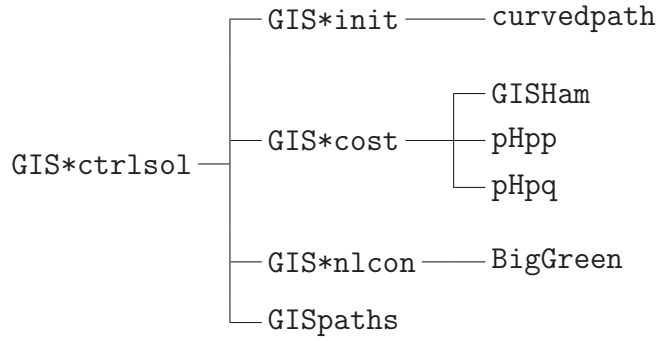 GIS*init curvedpath
GISHam
GIS*cost pHpp
pHpq
GIS*ctrlsol
GIS*nlcon BigGreen
GISpaths